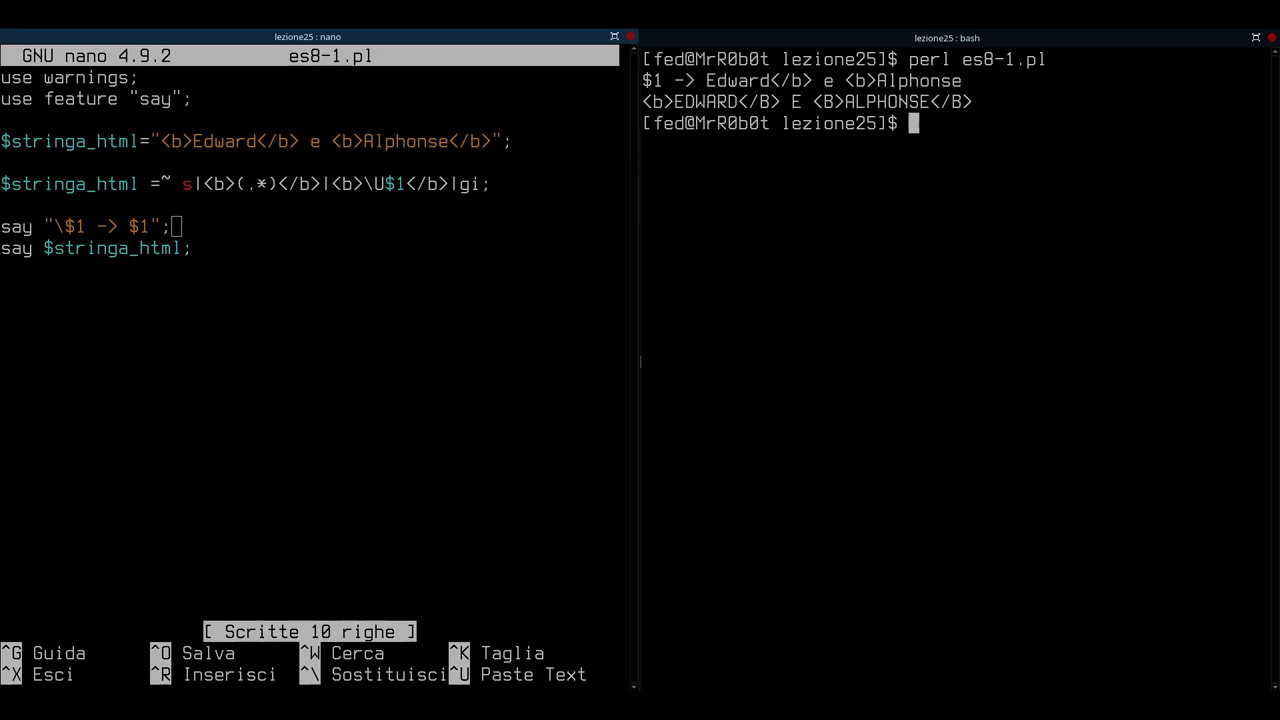 lezione25 : nano
GNU nano 4.9.2 es8-1.pl
use warnings;
use feature "say";
$stringa_html="<b>Edward</b> e <b>Alphonse</b>";
$stringa_html =~ s|<b>(.*)</b>|<b>\U$1</b>|gi;
say "\$1 -> $1";
say $stringa_html;
[ Scritte 10 righe ]
^G Guida ^O Salva ^W Cerca ^K Taglia
^X Esci ^R Inserisci ^\ Sostituisci ^U Paste Text
lezione25 : bash
[fed@MrR0b0t lezione25]$ perl es8-1.pl
$1 -> Edward</b> e <b>Alphonse
<b>EDWARD</B> E <B>ALPHONSE</B>
[fed@MrR0b0t lezione25]$